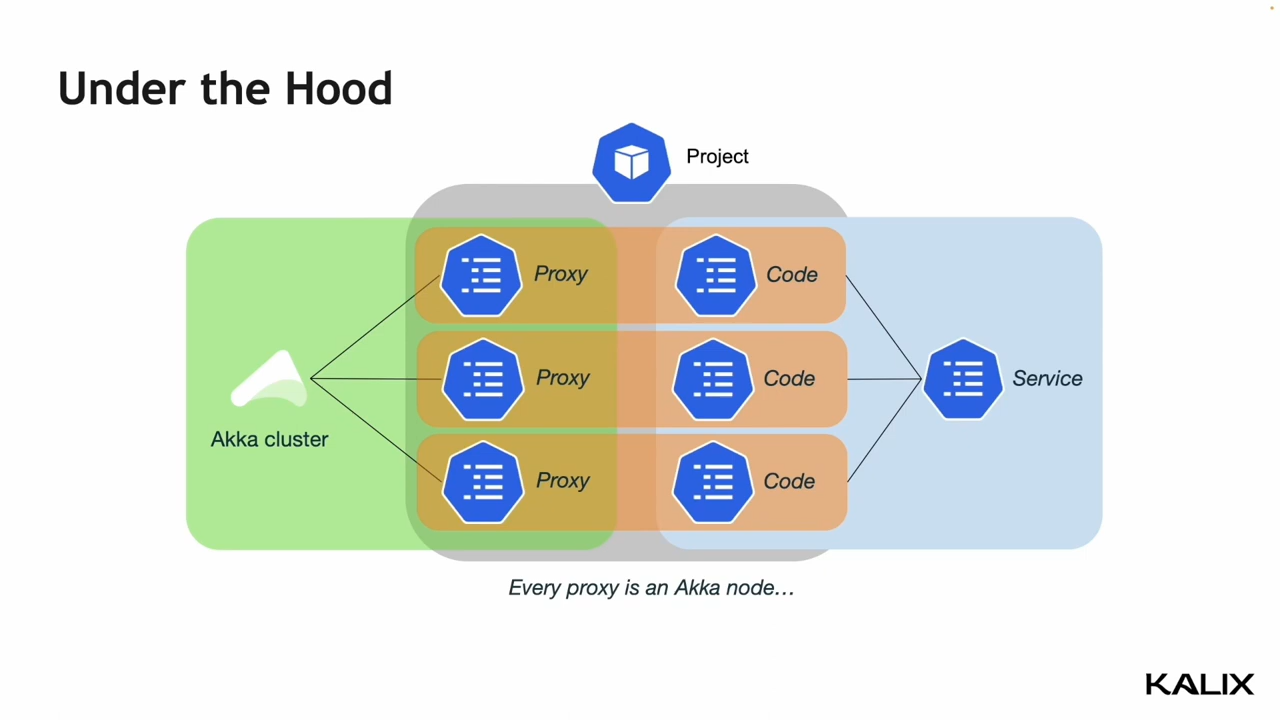 Under the Hood
Project
Proxy
Code
Proxy
Code
Service
Akka cluster
Proxy
Code
Every proxy is an Akka node…
KALIX